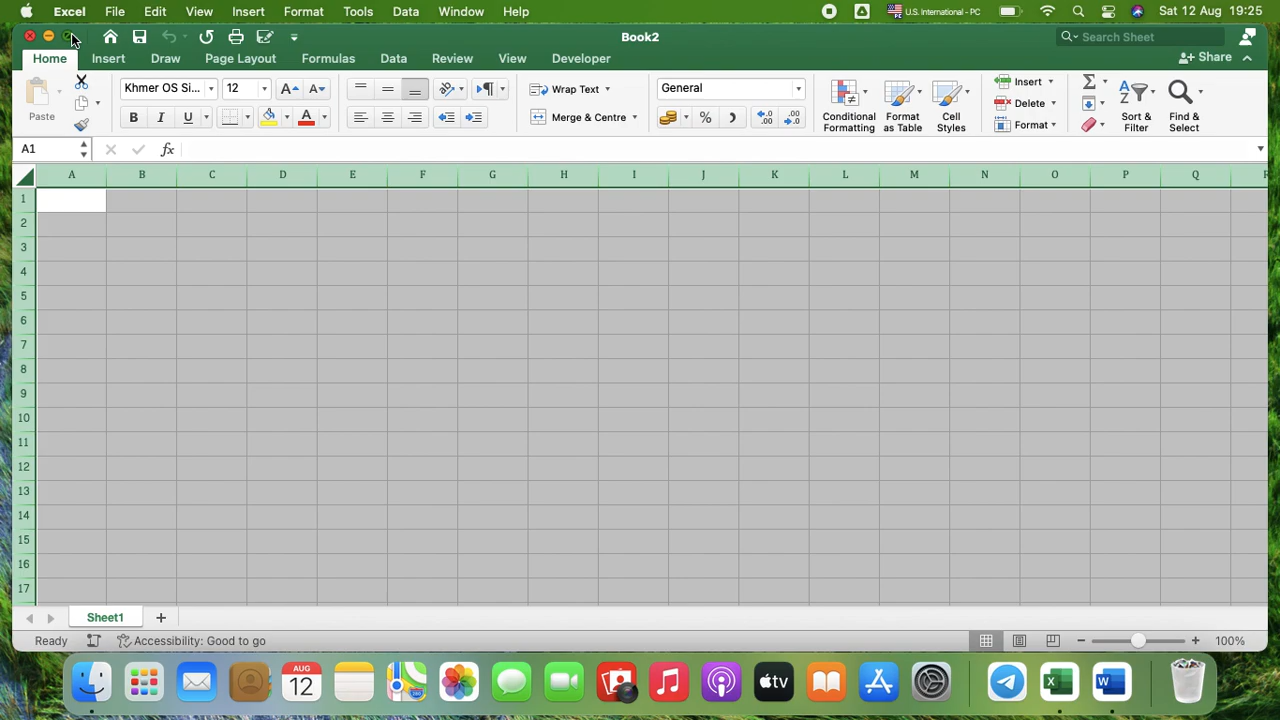 Excel File Edit View Insert Format Tools Data Window Help U.S. International - PC Sat 12 Aug 19:25
Book2 Search Sheet
Home Insert Draw Page Layout Formulas Data Review View Developer Share
Paste Khmer OS Si... 12 A A Wrap Text General Conditional Formatting Format as Table Cell Styles Insert Sort & Filter Find & Select
B I U A Merge & Centre % Delete
Format
A1 fx
A B C D E F G H I J K L M N O P Q R
1
2
3
4
5
6
7
8
9
10
11
12
13
14
15
16
17
Sheet1
Ready Accessibility: Good to go 100%
AUG
12
tv